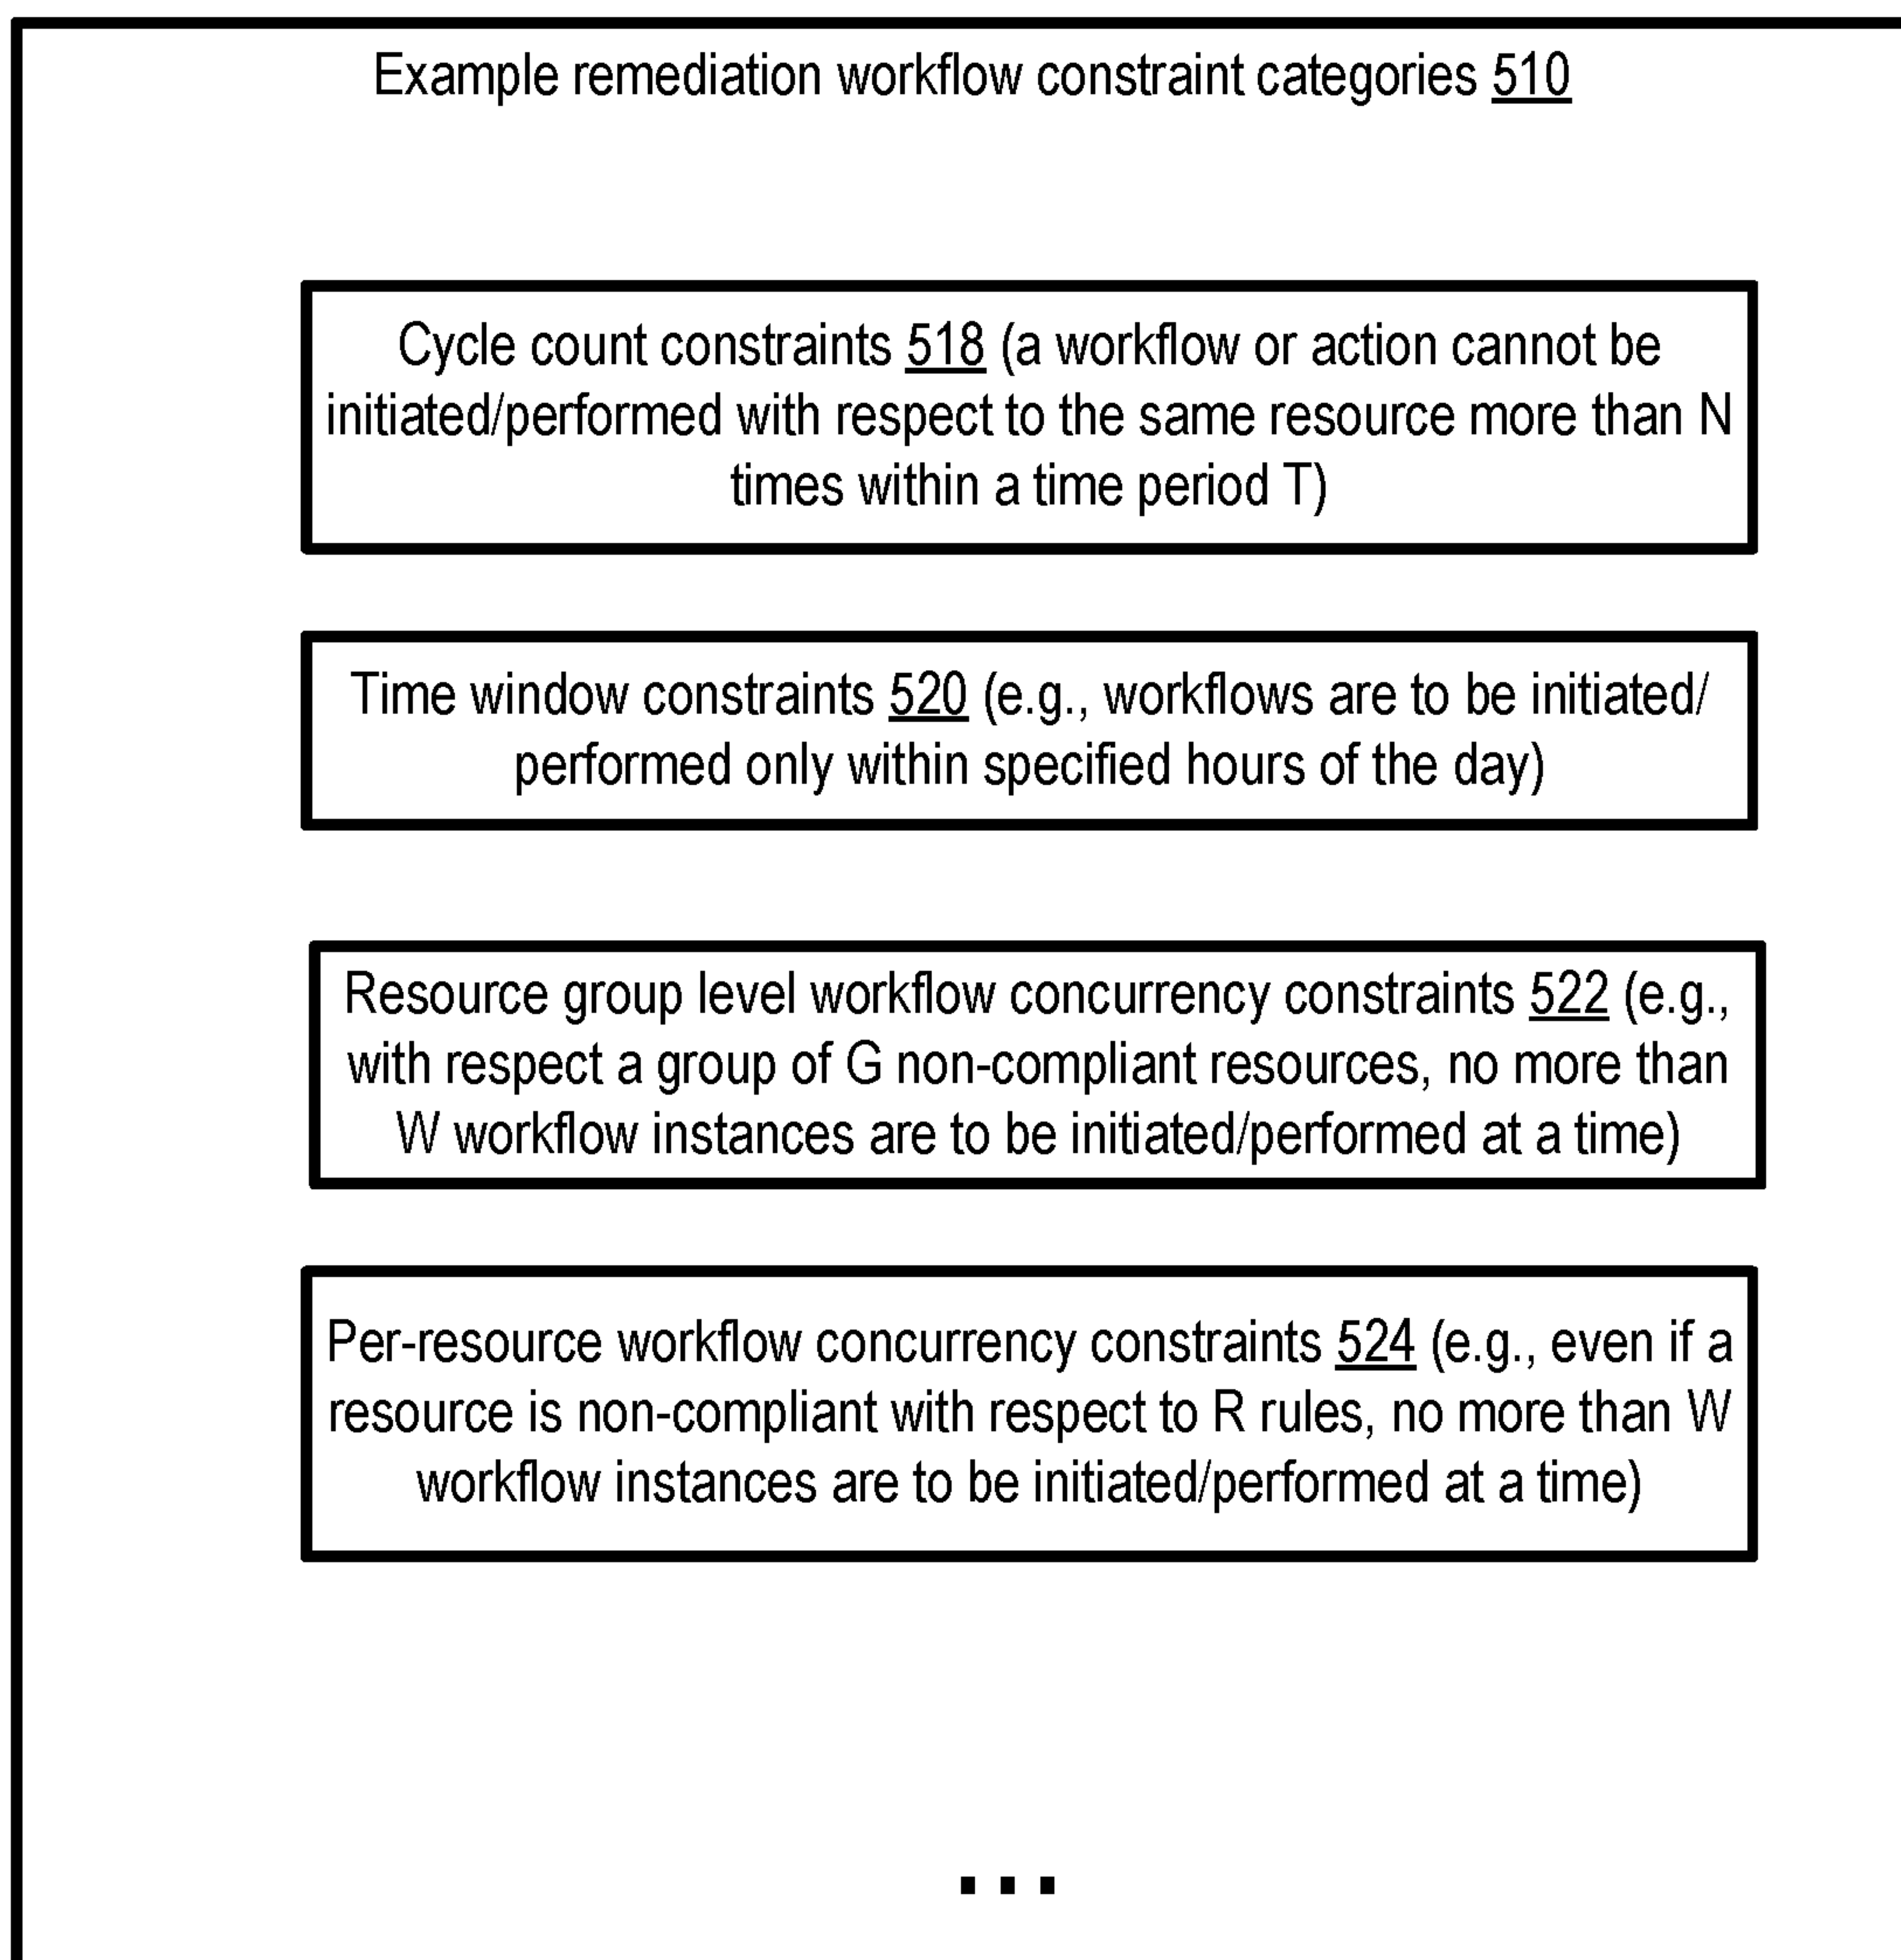 Example remediation workflow constraint categories 510
Cycle count constraints 518 (a workflow or action cannot be
initiated/performed with respect to the same resource more than N
times within a time period T)
Time window constraints 520 (e.g., workflows are to be initiated/
performed only within specified hours of the day)
Resource group level workflow concurrency constraints 522 (e.g.,
with respect a group of G non-compliant resources, no more than
W workflow instances are to be initiated/performed at a time)
Per-resource workflow concurrency constraints 524 (e.g., even if a
resource is non-compliant with respect to R rules, no more than W
workflow instances are to be initiated/performed at a time)
...